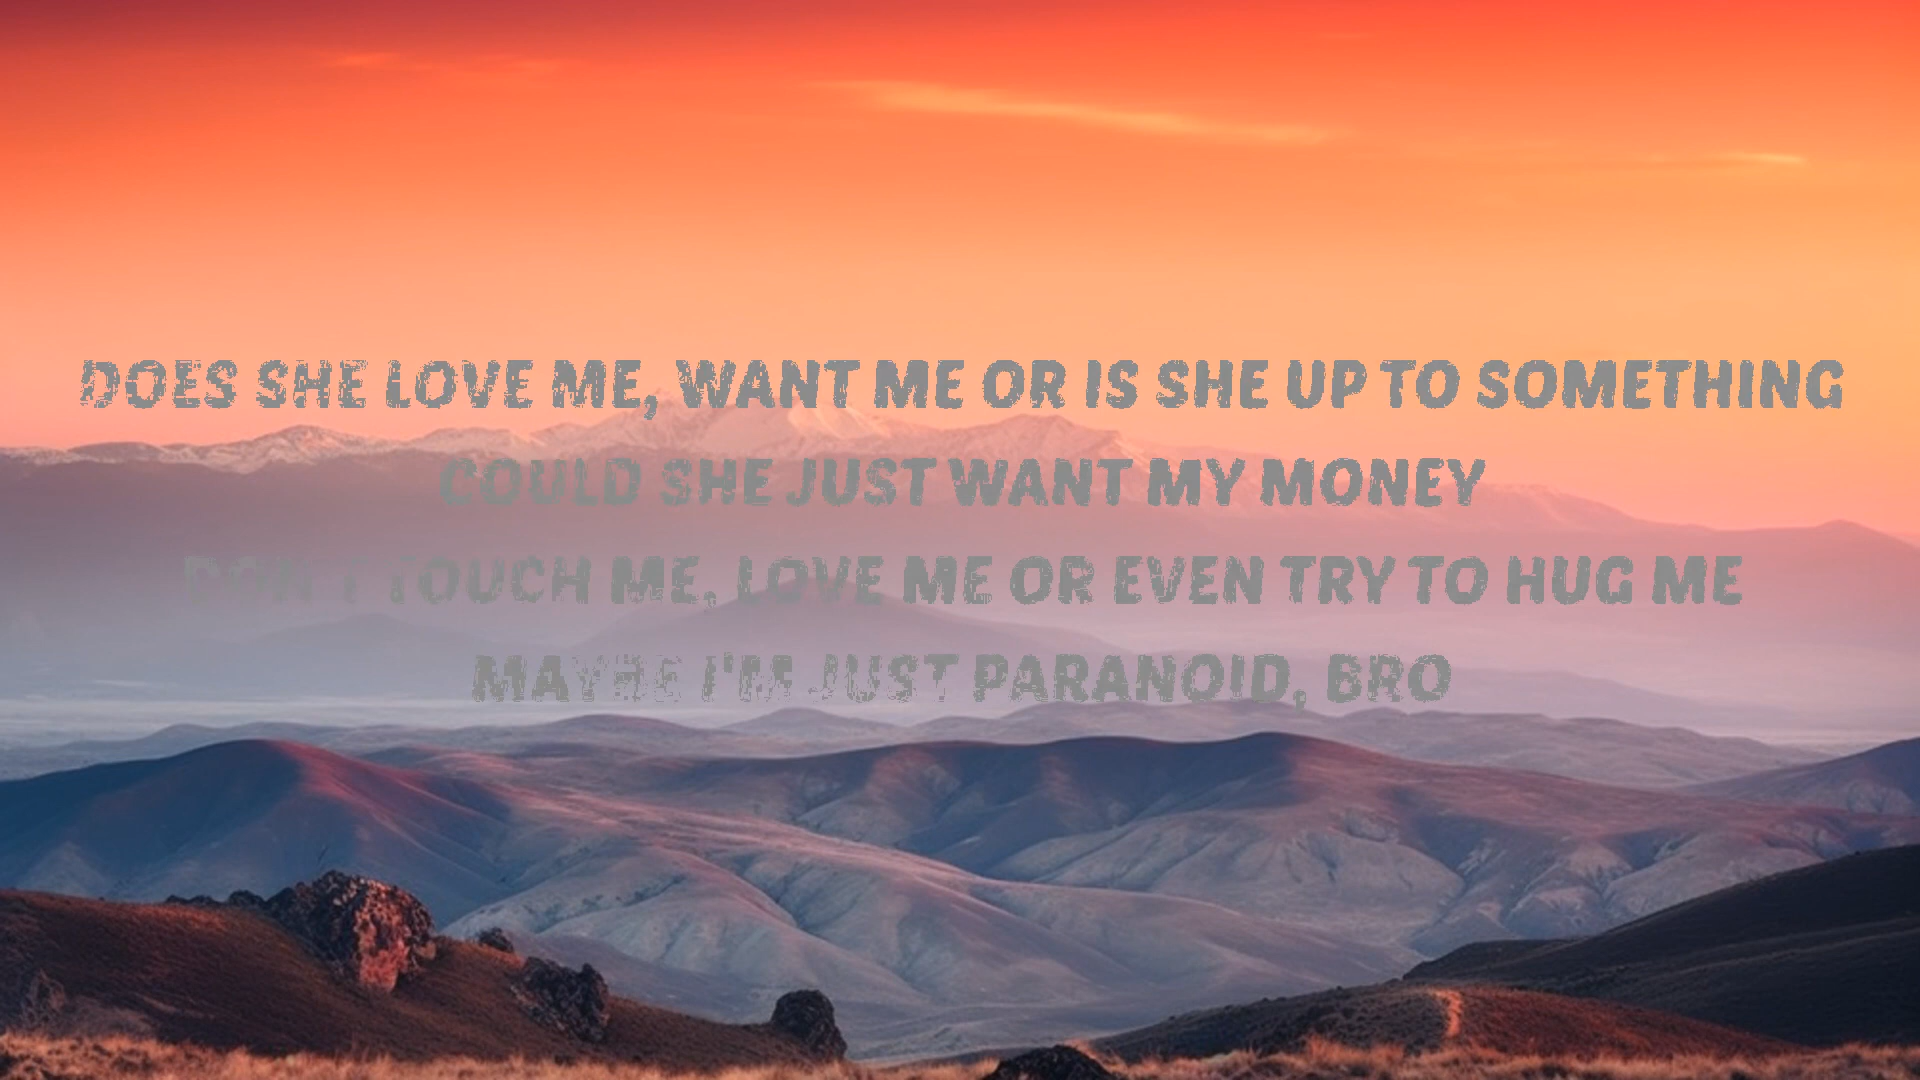 DOES SHE LOVE ME, WANT ME OR IS SHE UP TO SOMETHING
COULD SHE JUST WANT MY MONEY
DON'T TOUCH ME, LOVE ME OR EVEN TRY TO HUG ME
MAYBE I'M JUST PARANOID, BRO